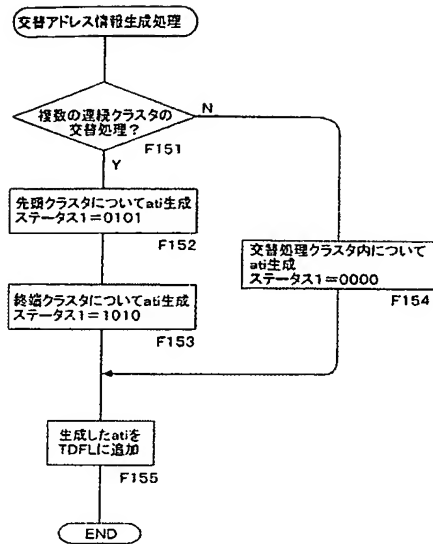 交替アドレス情報生成処理
複数の連続クラスタの
交替処理?
N
F151
Y
先頭クラスタについてati生成
ステータス1=0101
F152
交替処理クラスタ内について
ati生成
ステータス1=0000
F154
終端クラスタについてati生成
ステータス1=1010
F153
生成したatiを
TDFLに追加
F155
END